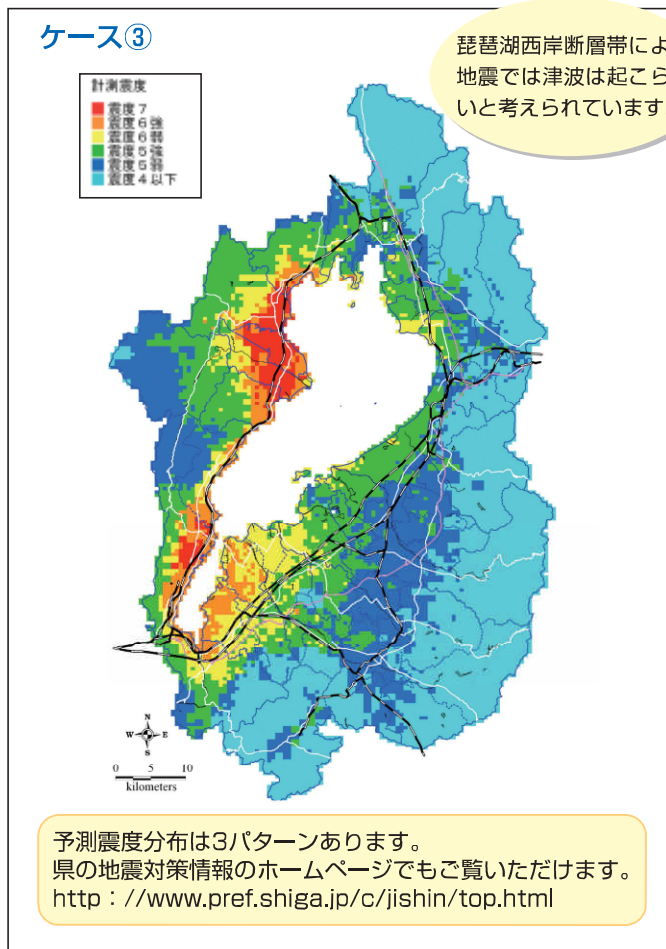 ケース③
琵琶湖西岸断層帯によ
地震では津波は起こら
いと考えられています
計測震度
震度7
震度6強
震度6弱
震度5強
震度5弱
震度4以下
N
W E
S
0 5 10
kilometers
予測震度分布は3パターンあります。
県の地震対策情報のホームページでもご覧いただけます。
http：//www.pref.shiga.jp/c/jishin/top.html